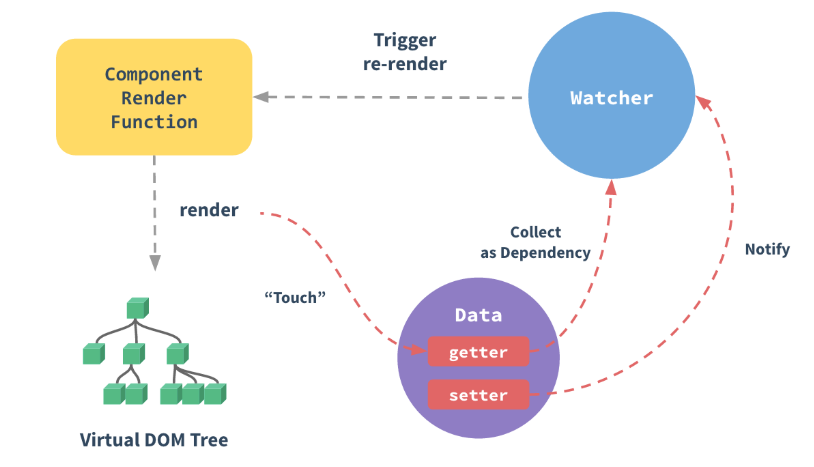 Component
Render
Function
Trigger
re-render
Watcher
render
Collect
as Dependency
Notify
“Touch”
Data
getter
setter
Virtual DOM Tree